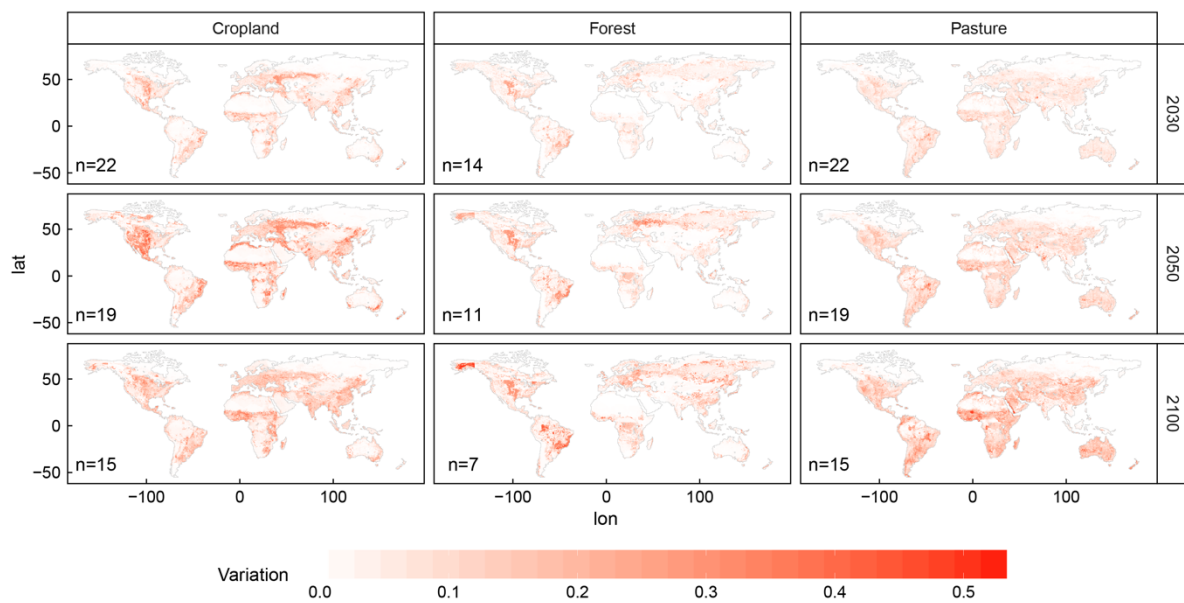 Cropland Forest Pasture
50
0
−50
n=22 n=14 n=22
2030
50
0
−50
n=19 n=11 n=19
2050
50
0
−50
n=15 n=7 n=15
2100
lat
−100 0 100 −100 0 100 −100 0 100
lon
Variation
0.0 0.1 0.2 0.3 0.4 0.5